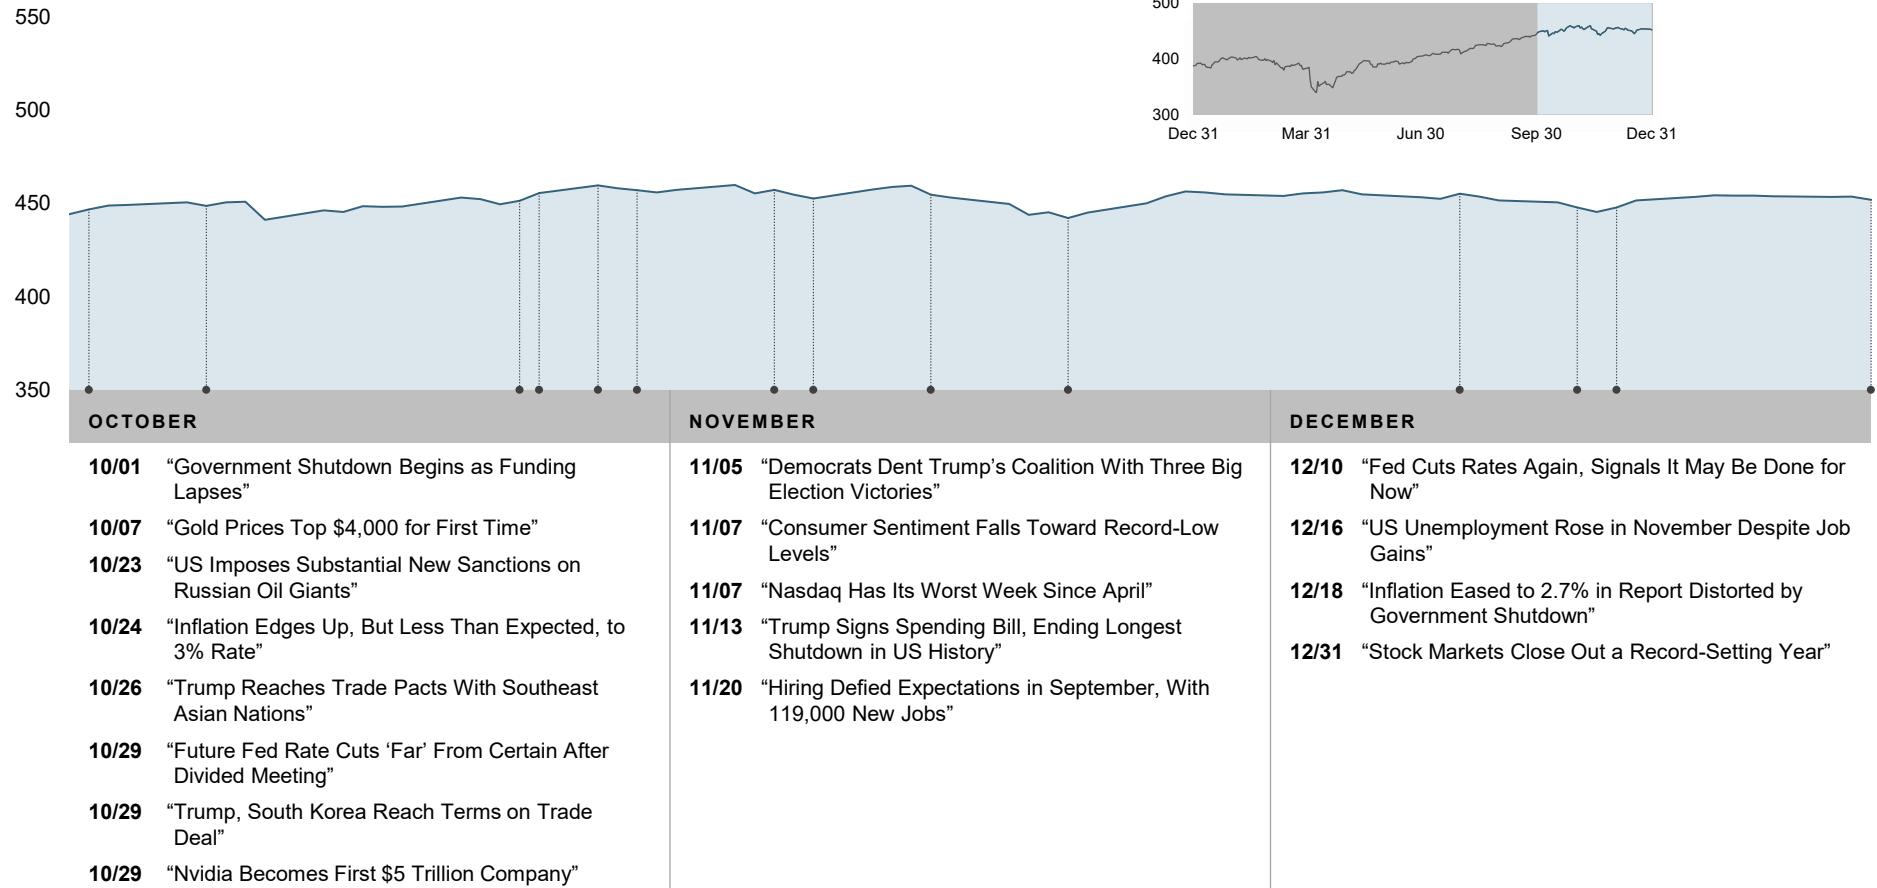 550
500
450
400
350
500
400
300
Dec 31 Mar 31 Jun 30 Sep 30 Dec 31
OCTOBER
10/01 “Government Shutdown Begins as Funding
Lapses”
10/07 “Gold Prices Top $4,000 for First Time”
10/23 “US Imposes Substantial New Sanctions on
Russian Oil Giants”
10/24 “Inflation Edges Up, But Less Than Expected, to
3% Rate”
10/26 “Trump Reaches Trade Pacts With Southeast
Asian Nations”
10/29 “Future Fed Rate Cuts ‘Far’ From Certain After
Divided Meeting”
10/29 “Trump, South Korea Reach Terms on Trade
Deal”
10/29 “Nvidia Becomes First $5 Trillion Company”
NOVEMBER
11/05 “Democrats Dent Trump’s Coalition With Three Big
Election Victories”
11/07 “Consumer Sentiment Falls Toward Record-Low
Levels”
11/07 “Nasdaq Has Its Worst Week Since April”
11/13 “Trump Signs Spending Bill, Ending Longest
Shutdown in US History”
11/20 “Hiring Defied Expectations in September, With
119,000 New Jobs”
DECEMBER
12/10 “Fed Cuts Rates Again, Signals It May Be Done for
Now”
12/16 “US Unemployment Rose in November Despite Job
Gains”
12/18 “Inflation Eased to 2.7% in Report Distorted by
Government Shutdown”
12/31 “Stock Markets Close Out a Record-Setting Year”